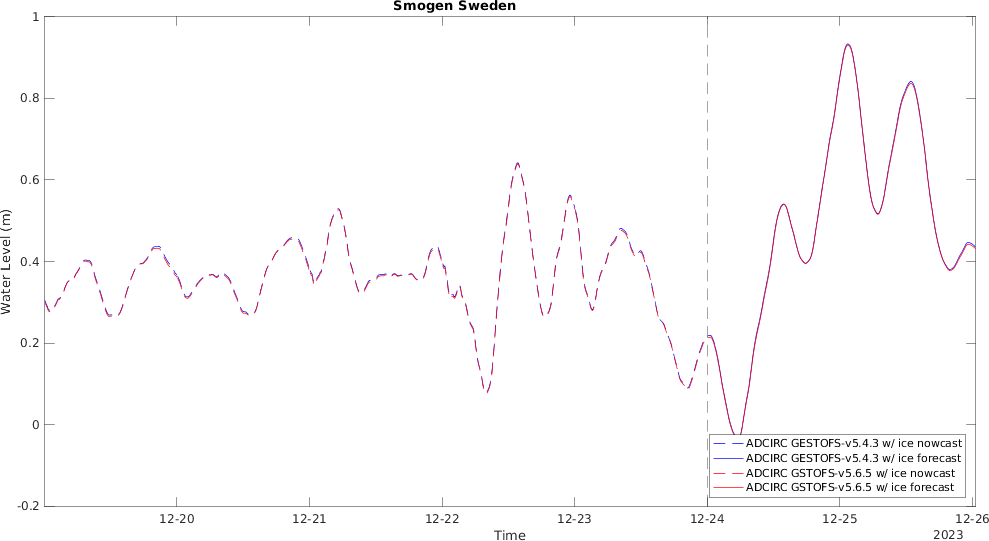 Smogen Sweden
Water Level (m)
1
0.8
0.6
0.4
0.2
0
-0.2
ADCIRC GESTOFS-v5.4.3 w/ ice nowcast
ADCIRC GESTOFS-v5.4.3 w/ ice forecast
ADCIRC GSTOFS-v5.6.5 w/ ice nowcast
ADCIRC GSTOFS-v5.6.5 w/ ice forecast
12-20 12-21 12-22 12-23 12-24 12-25 12-26
Time
2023